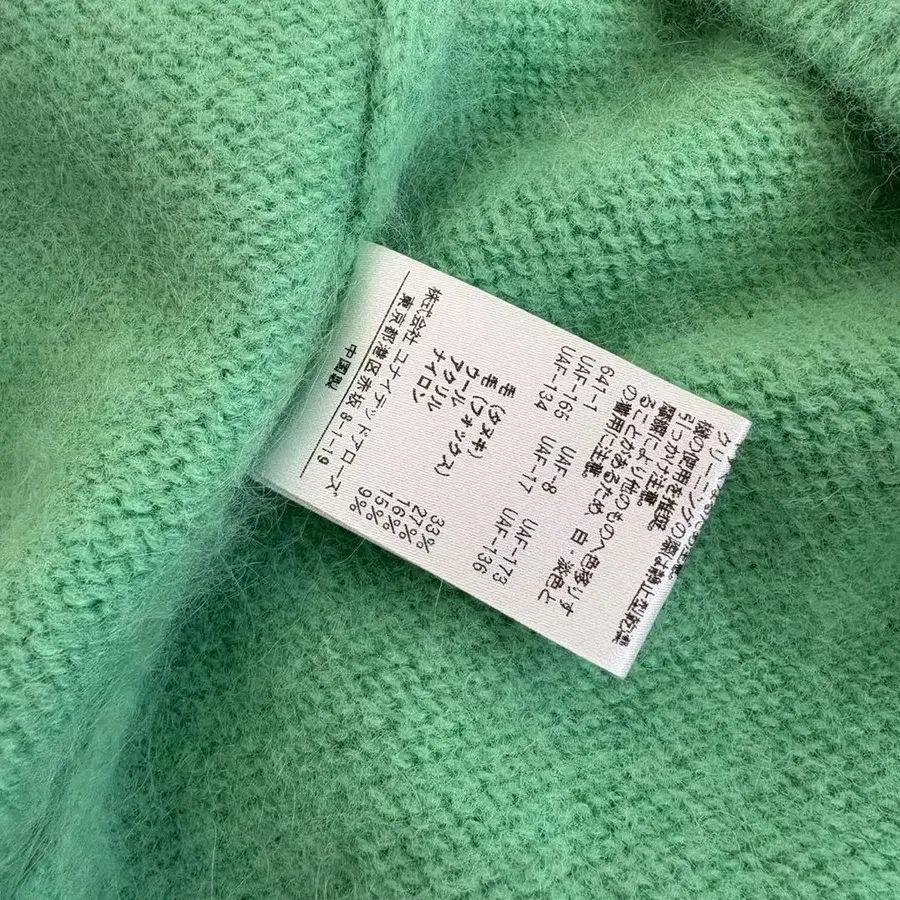 クリーニングの際は静止型乾燥
機の使用を推奨。
引っかけ注意。
摩擦により他のものへ色移りす
ることがあるため 白・淡色と
の着用に注意。
641-1
UAF-165 UAF-8 UAF-173
UAF-134 UAF-17 UAF-136
毛 (タヌキ) 33%
毛 (フォックス) 27%
ウール 16%
アクリル 15%
ナイロン 9%
株式会社 ユナイテッドアローズ
東京都港区赤坂 8-1-19
中国製